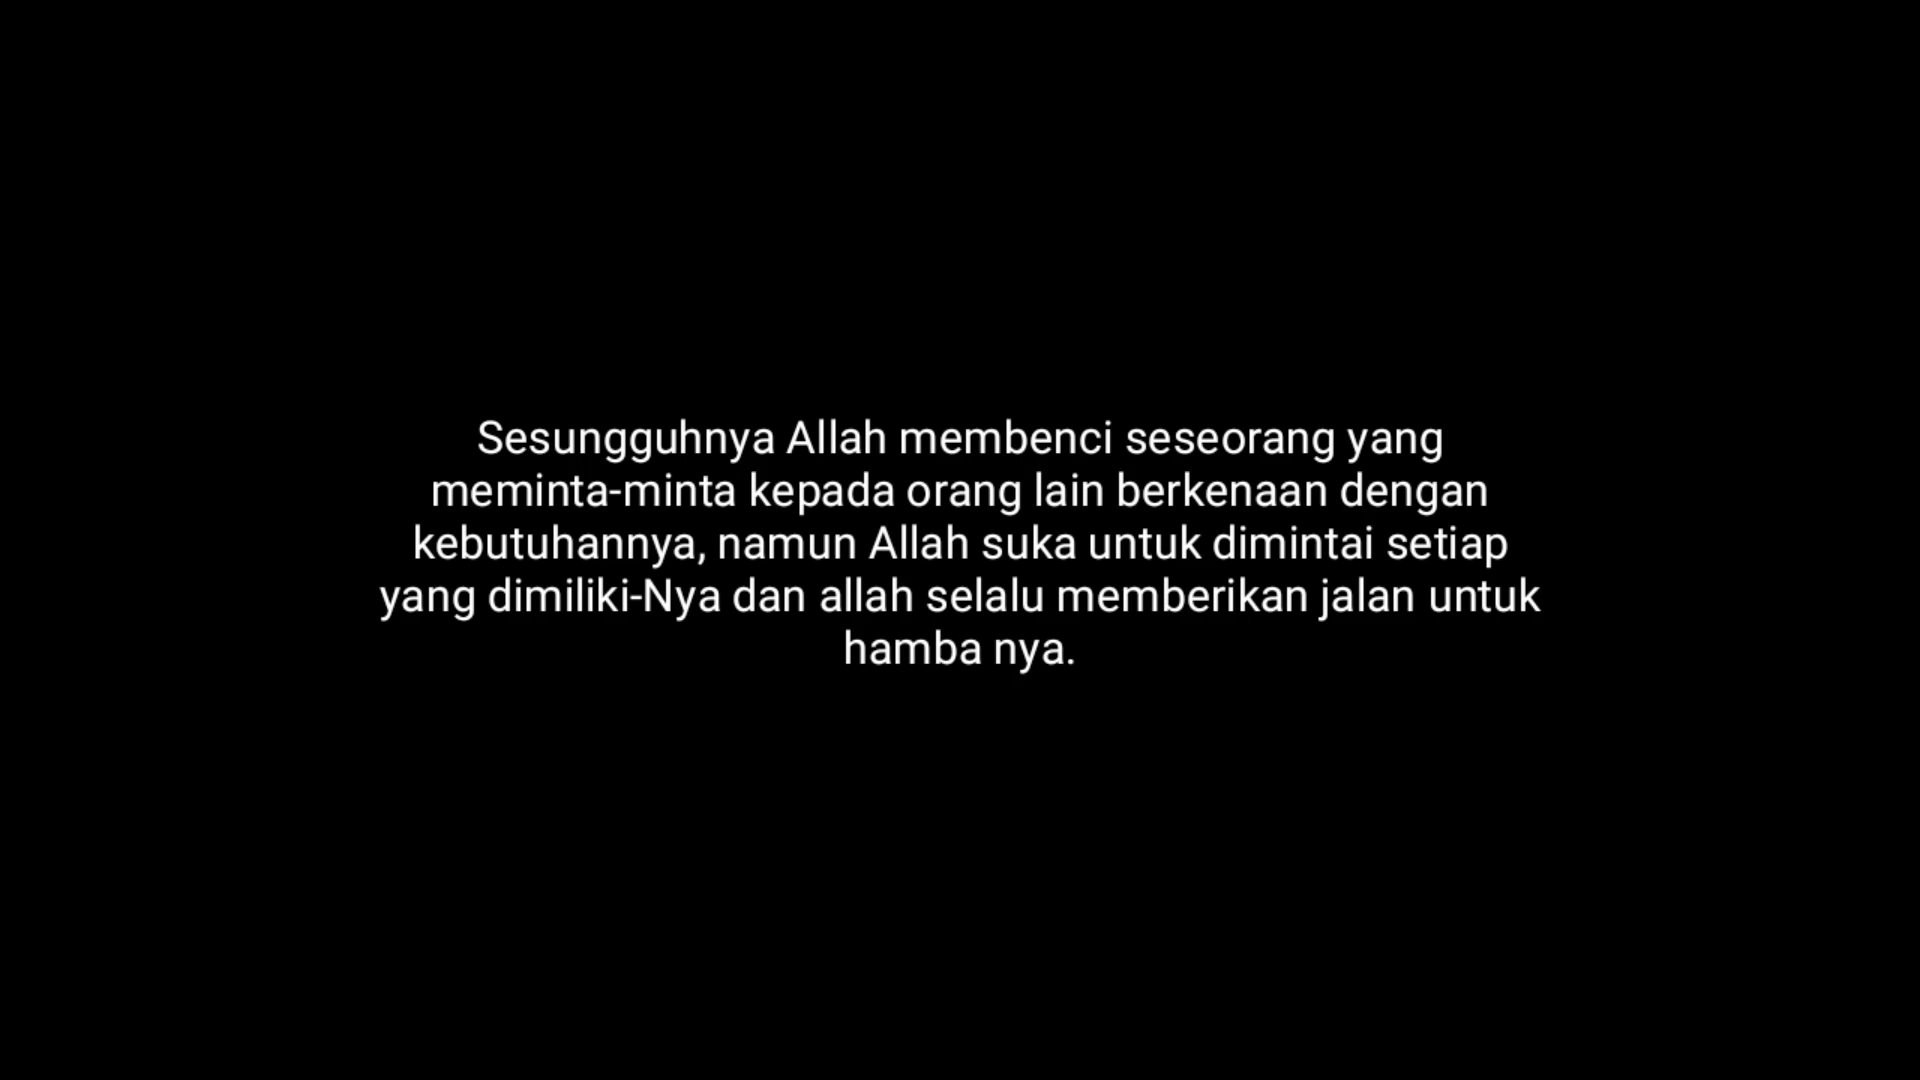 Sesungguhnya Allah membenci seseorang yang
meminta-minta kepada orang lain berkenaan dengan
kebutuhannya, namun Allah suka untuk dimintai setiap
yang dimiliki-Nya dan allah selalu memberikan jalan untuk
hamba nya.